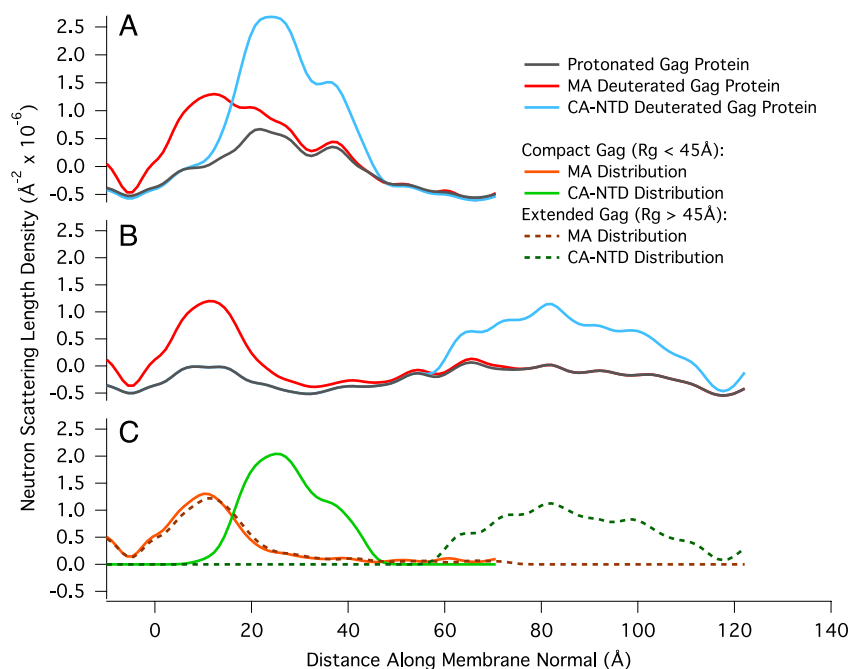 A
2.5
2.0
1.5
1.0
0.5
0.0
-0.5
Protonated Gag Protein
MA Deuterated Gag Protein
CA-NTD Deuterated Gag Protein
Compact Gag (Rg < 45Å):
MA Distribution
CA-NTD Distribution
Extended Gag (Rg > 45Å):
MA Distribution
CA-NTD Distribution
B
2.5
2.0
1.5
1.0
0.5
0.0
-0.5
C
2.5
2.0
1.5
1.0
0.5
0.0
-0.5
Neutron Scattering Length Density (Å⁻² x 10⁻⁶)
0 20 40 60 80 100 120 140
Distance Along Membrane Normal (Å)